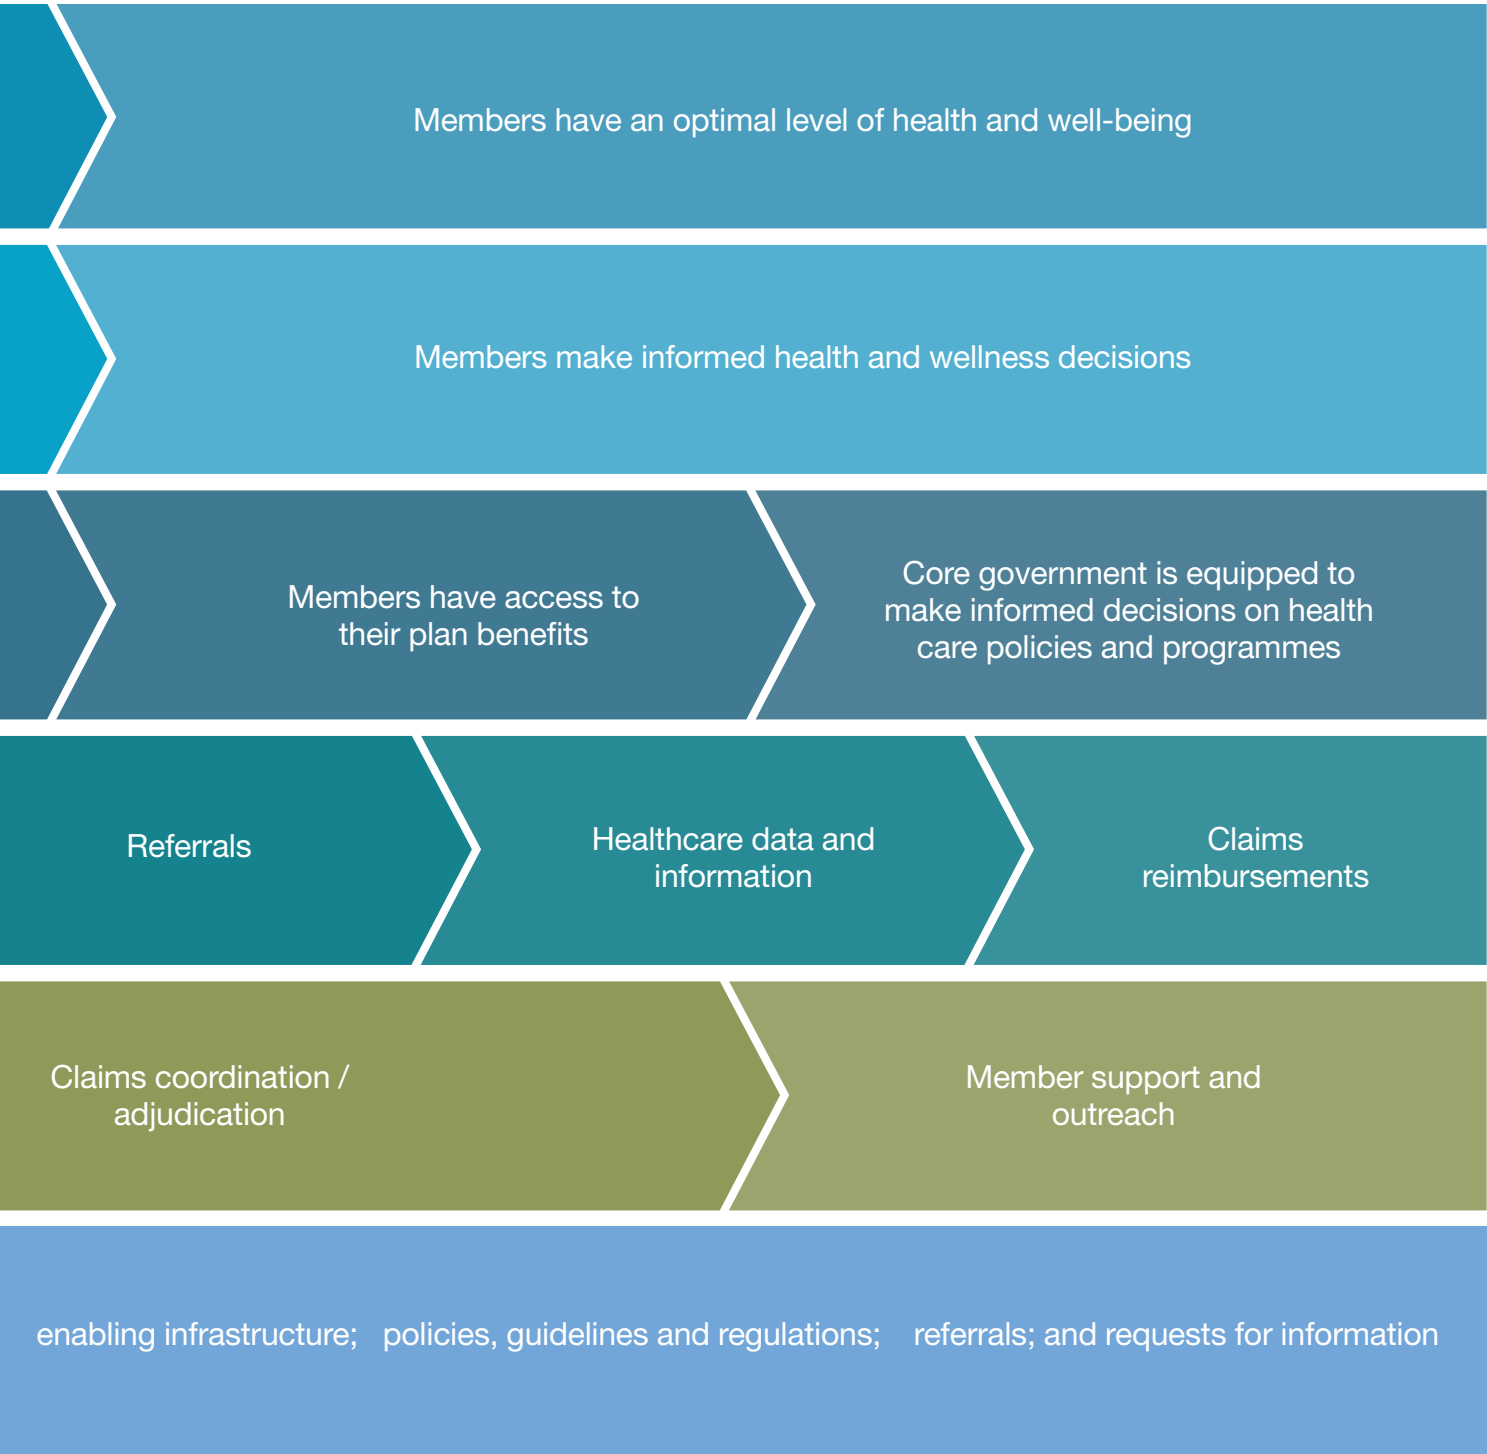 Members have an optimal level of health and well-being
Members make informed health and wellness decisions
Members have access to
their plan benefits
Core government is equipped to
make informed decisions on health
care policies and programmes
Referrals
Healthcare data and
information
Claims
reimbursements
Claims coordination /
adjudication
Member support and
outreach
enabling infrastructure; policies, guidelines and regulations; referrals; and requests for information